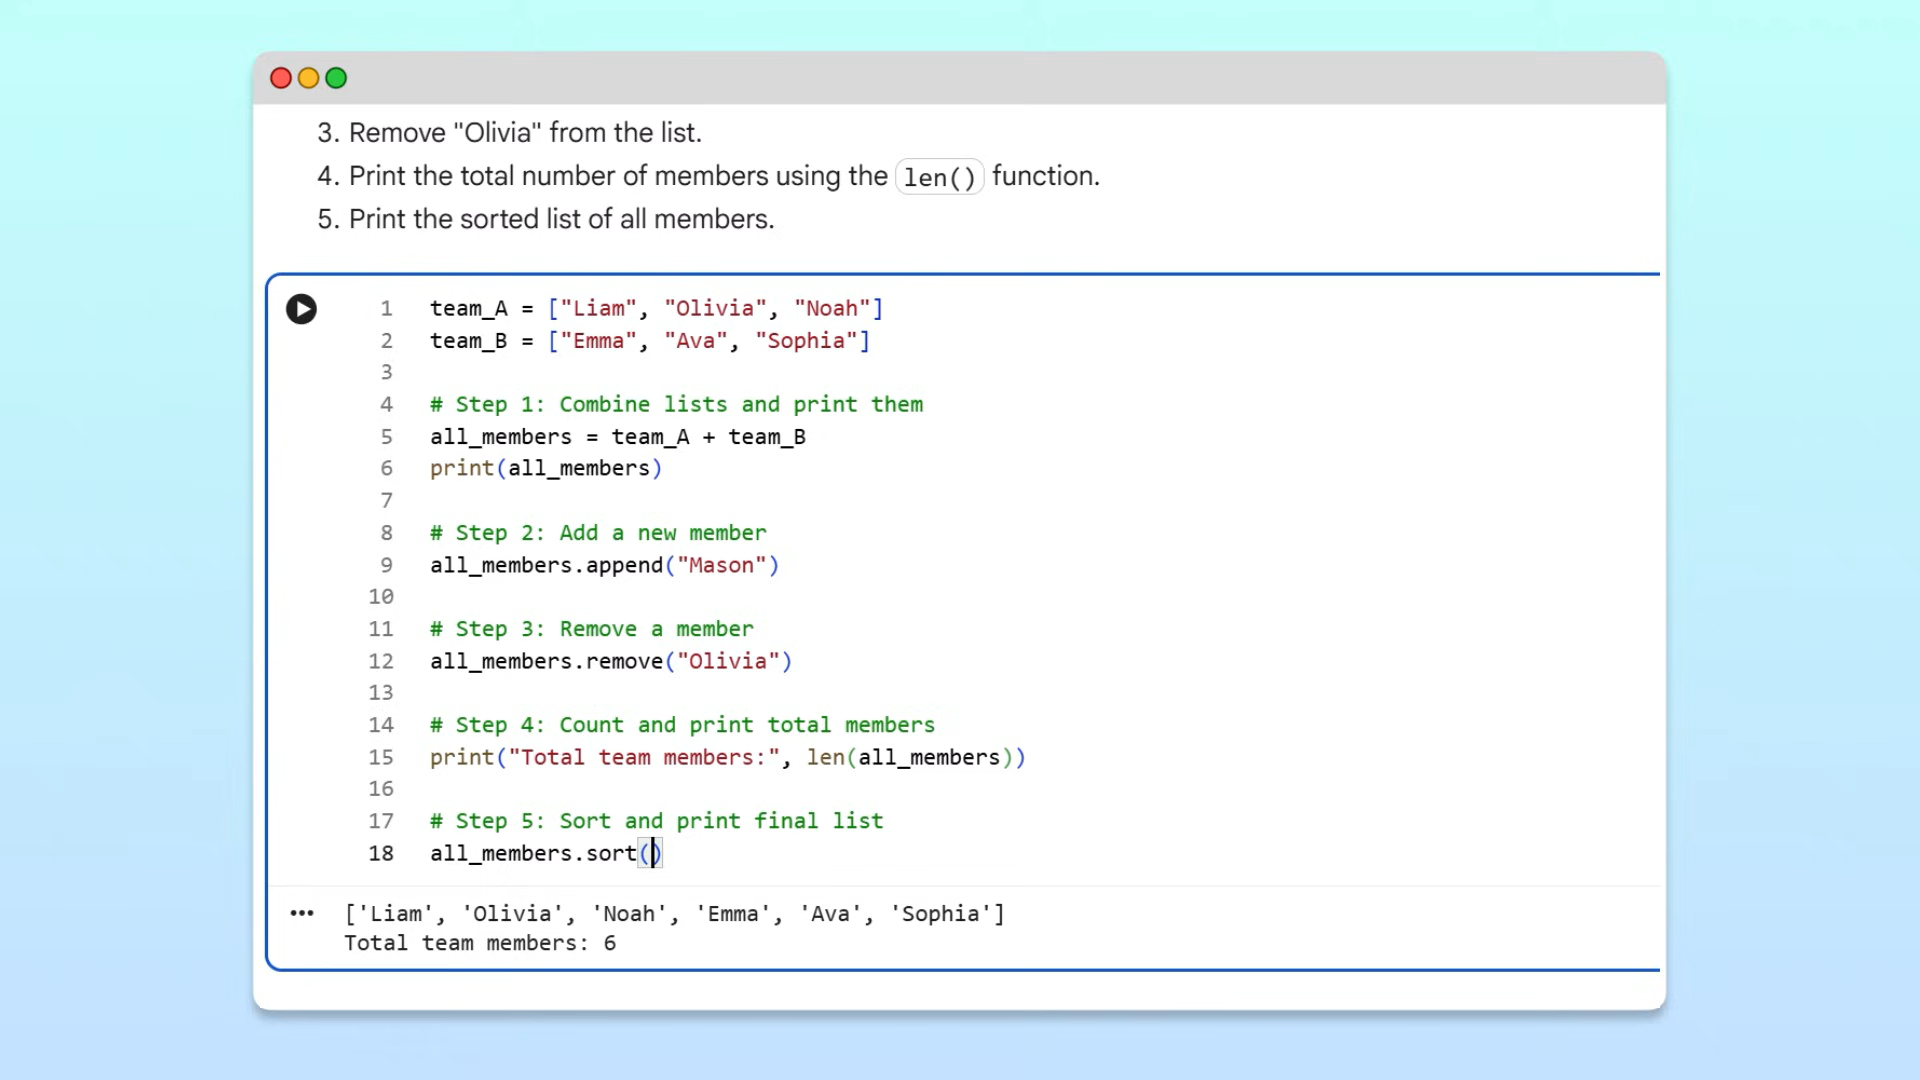 3. Remove "Olivia" from the list.
4. Print the total number of members using the len() function.
5. Print the sorted list of all members.
1 team_A = ["Liam", "Olivia", "Noah"]
2 team_B = ["Emma", "Ava", "Sophia"]
3
4 # Step 1: Combine lists and print them
5 all_members = team_A + team_B
6 print(all_members)
7
8 # Step 2: Add a new member
9 all_members.append("Mason")
10
11 # Step 3: Remove a member
12 all_members.remove("Olivia")
13
14 # Step 4: Count and print total members
15 print("Total team members:", len(all_members))
16
17 # Step 5: Sort and print final list
18 all_members.sort()
['Liam', 'Olivia', 'Noah', 'Emma', 'Ava', 'Sophia']
Total team members: 6